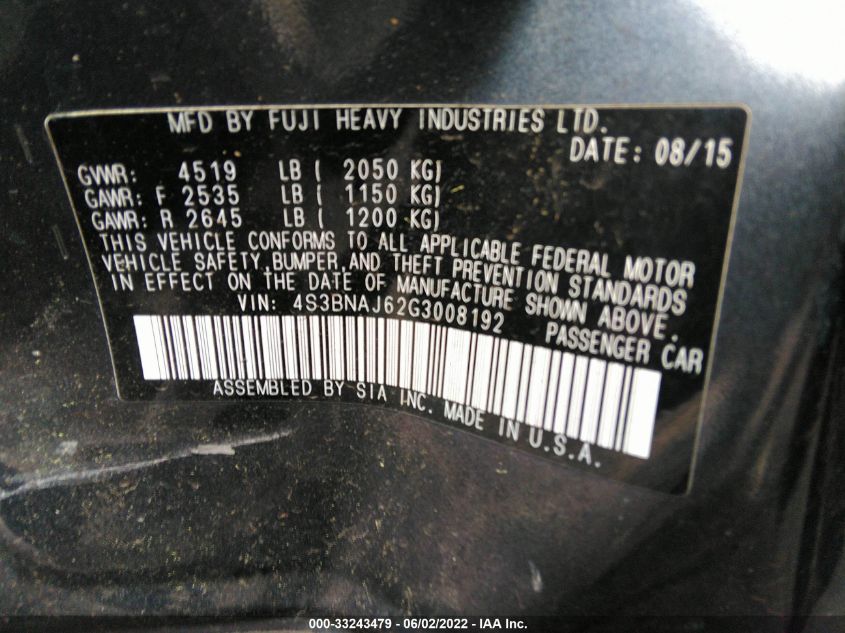 MFD BY FUJI HEAVY INDUSTRIES LTD.
DATE: 08/15
GVWR: 4519 LB ( 2050 KG)
GAWR: F 2535 LB ( 1150 KG)
GAWR: R 2645 LB ( 1200 KG)
THIS VEHICLE CONFORMS TO ALL APPLICABLE FEDERAL MOTOR
VEHICLE SAFETY,BUMPER,AND THEFT PREVENTION STANDARDS
IN EFFECT ON THE DATE OF MANUFACTURE SHOWN ABOVE.
VIN: 4S3BNAJ62G3008192
PASSENGER CAR
ASSEMBLED BY SIA INC. MADE IN U.S.A.
000-33243479 - 06/02/2022 - IAA Inc.